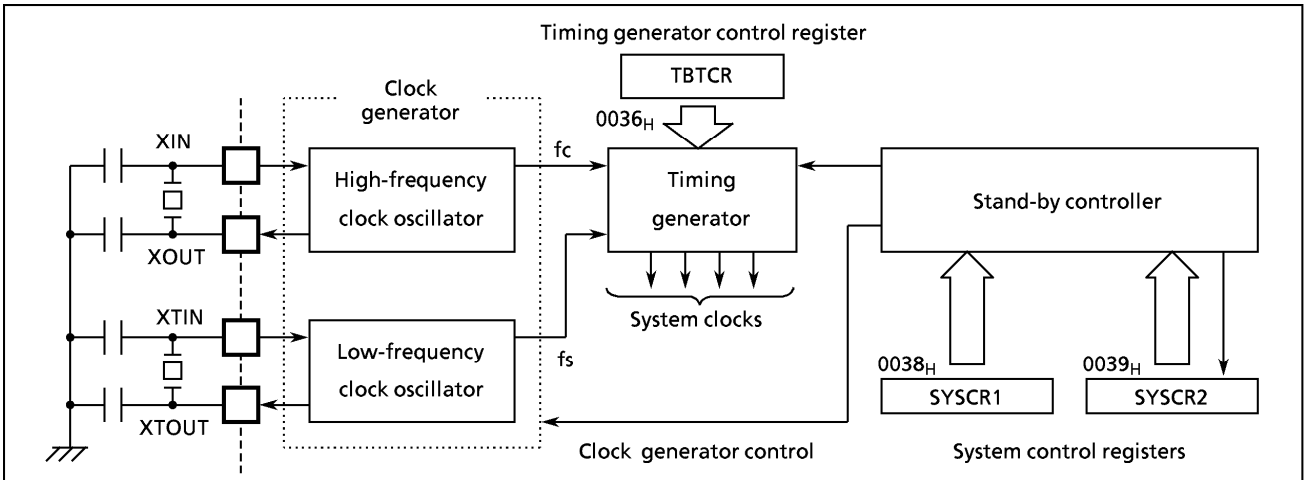 Timing generator control register
TBTCR
Clock
generator
0036H
XIN
fc
High-frequency
clock oscillator
Timing
generator
Stand-by controller
XOUT
XTIN
System clocks
Low-frequency
clock oscillator
fs
0038H
0039H
SYSCR1
SYSCR2
XTOUT
Clock generator control
System control registers